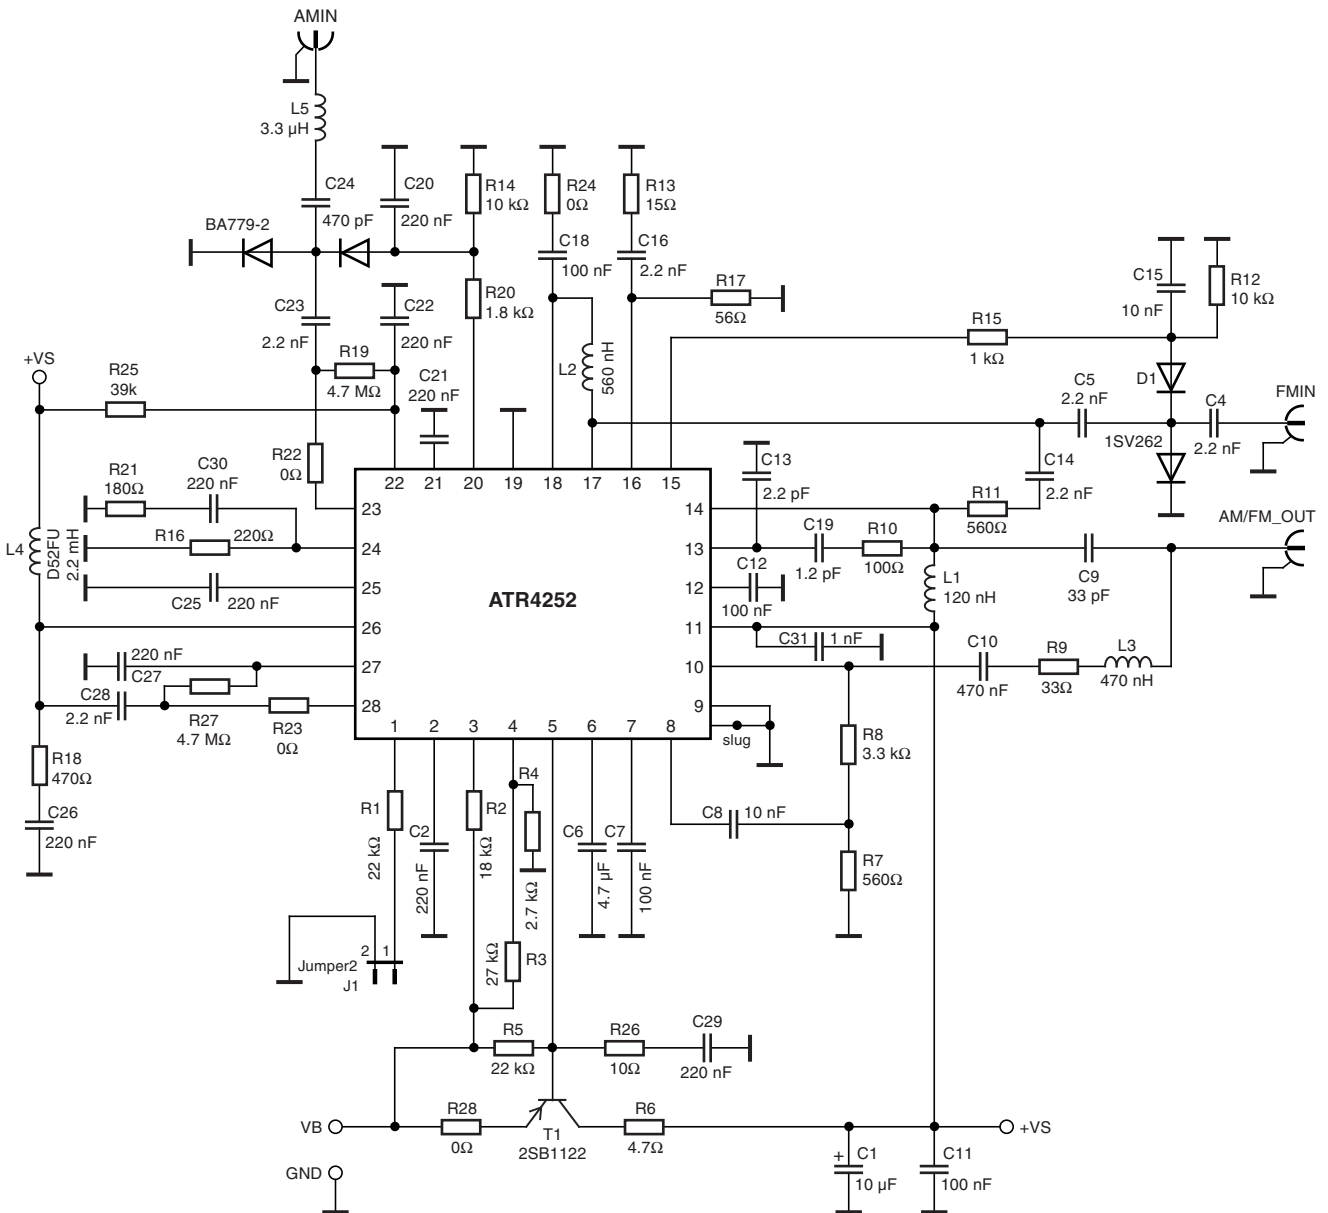 AMIN
L5
3.3 µH
C24
470 pF
C20
220 nF
R14
10 kΩ
R24
0Ω
R13
15Ω
BA779-2
C18
100 nF
C16
2.2 nF
C23
2.2 nF
C22
220 nF
R20
1.8 kΩ
R17
56Ω
C15
10 nF
R12
10 kΩ
R15
1 kΩ
+VS
R25
39k
R19
4.7 MΩ
C21
220 nF
L2
560 nH
D1
C5
2.2 nF
C4
2.2 nF
FMIN
1SV262
R22
0Ω
C13
2.2 pF
C14
2.2 nF
R21
180Ω
C30
220 nF
R16
220Ω
C25
220 nF
L4
D52FU
2.2 mH
22
21
20
19
18
17
16
15
23
24
25
26
27
28
14
13
12
11
10
9
slug
1
2
3
4
5
6
7
8
ATR4252
R11
560Ω
AM/FM_OUT
C19
1.2 pF
R10
100Ω
C12
100 nF
L1
120 nH
C9
33 pF
C31
1 nF
C10
470 nF
R9
33Ω
L3
470 nH
220 nF
C27
C28
2.2 nF
R27
4.7 MΩ
R23
0Ω
R18
470Ω
C26
220 nF
R8
3.3 kΩ
R1
22 kΩ
C2
220 nF
R2
18 kΩ
R4
2.7 kΩ
C6
4.7 µF
C7
100 nF
C8
10 nF
R7
560Ω
2
1
Jumper2
J1
27 kΩ
R3
R5
22 kΩ
R26
10Ω
C29
220 nF
VB
R28
0Ω
T1
2SB1122
R6
4.7Ω
+VS
GND
+
C1
10 µF
C11
100 nF